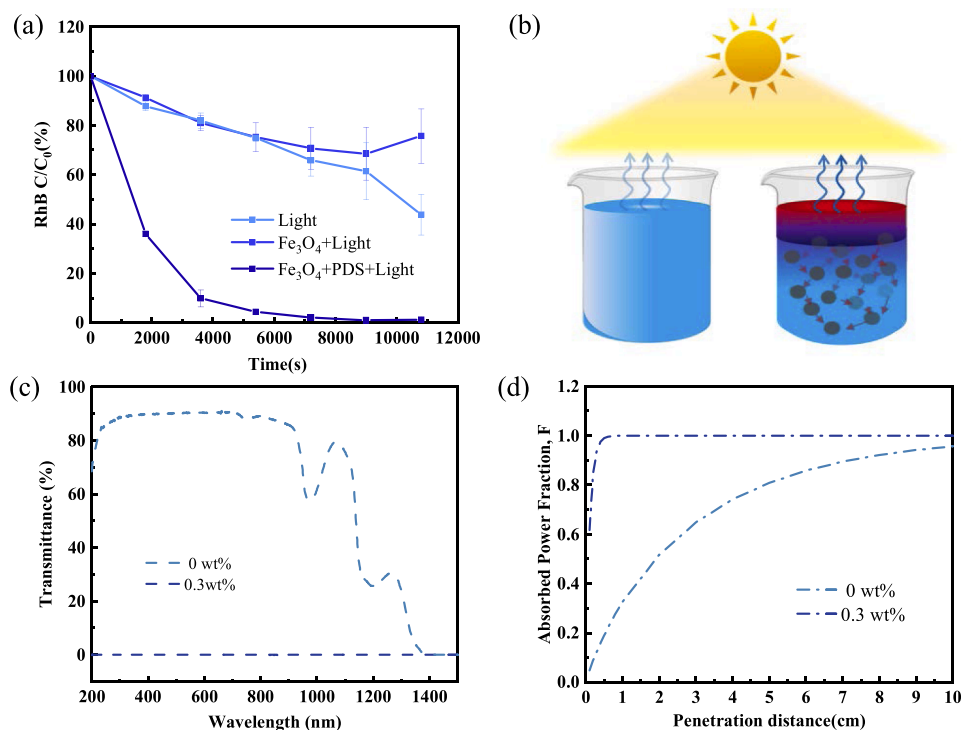 (a)
RhB C/C₀(%)
100
80
60
40
20
0
Light
Fe₃O₄+Light
Fe₃O₄+PDS+Light
0 2000 4000 6000 8000 10000 12000
Time(s)
(b)
(c)
Transmittance (%)
100
80
60
40
20
0
0 wt%
0.3wt%
200 400 600 800 1000 1200 1400
Wavelength (nm)
(d)
Absorbed Power Fraction, F
1.2
1.0
0.8
0.6
0.4
0.2
0.0
0 wt%
0.3 wt%
0 1 2 3 4 5 6 7 8 9 10
Penetration distance(cm)